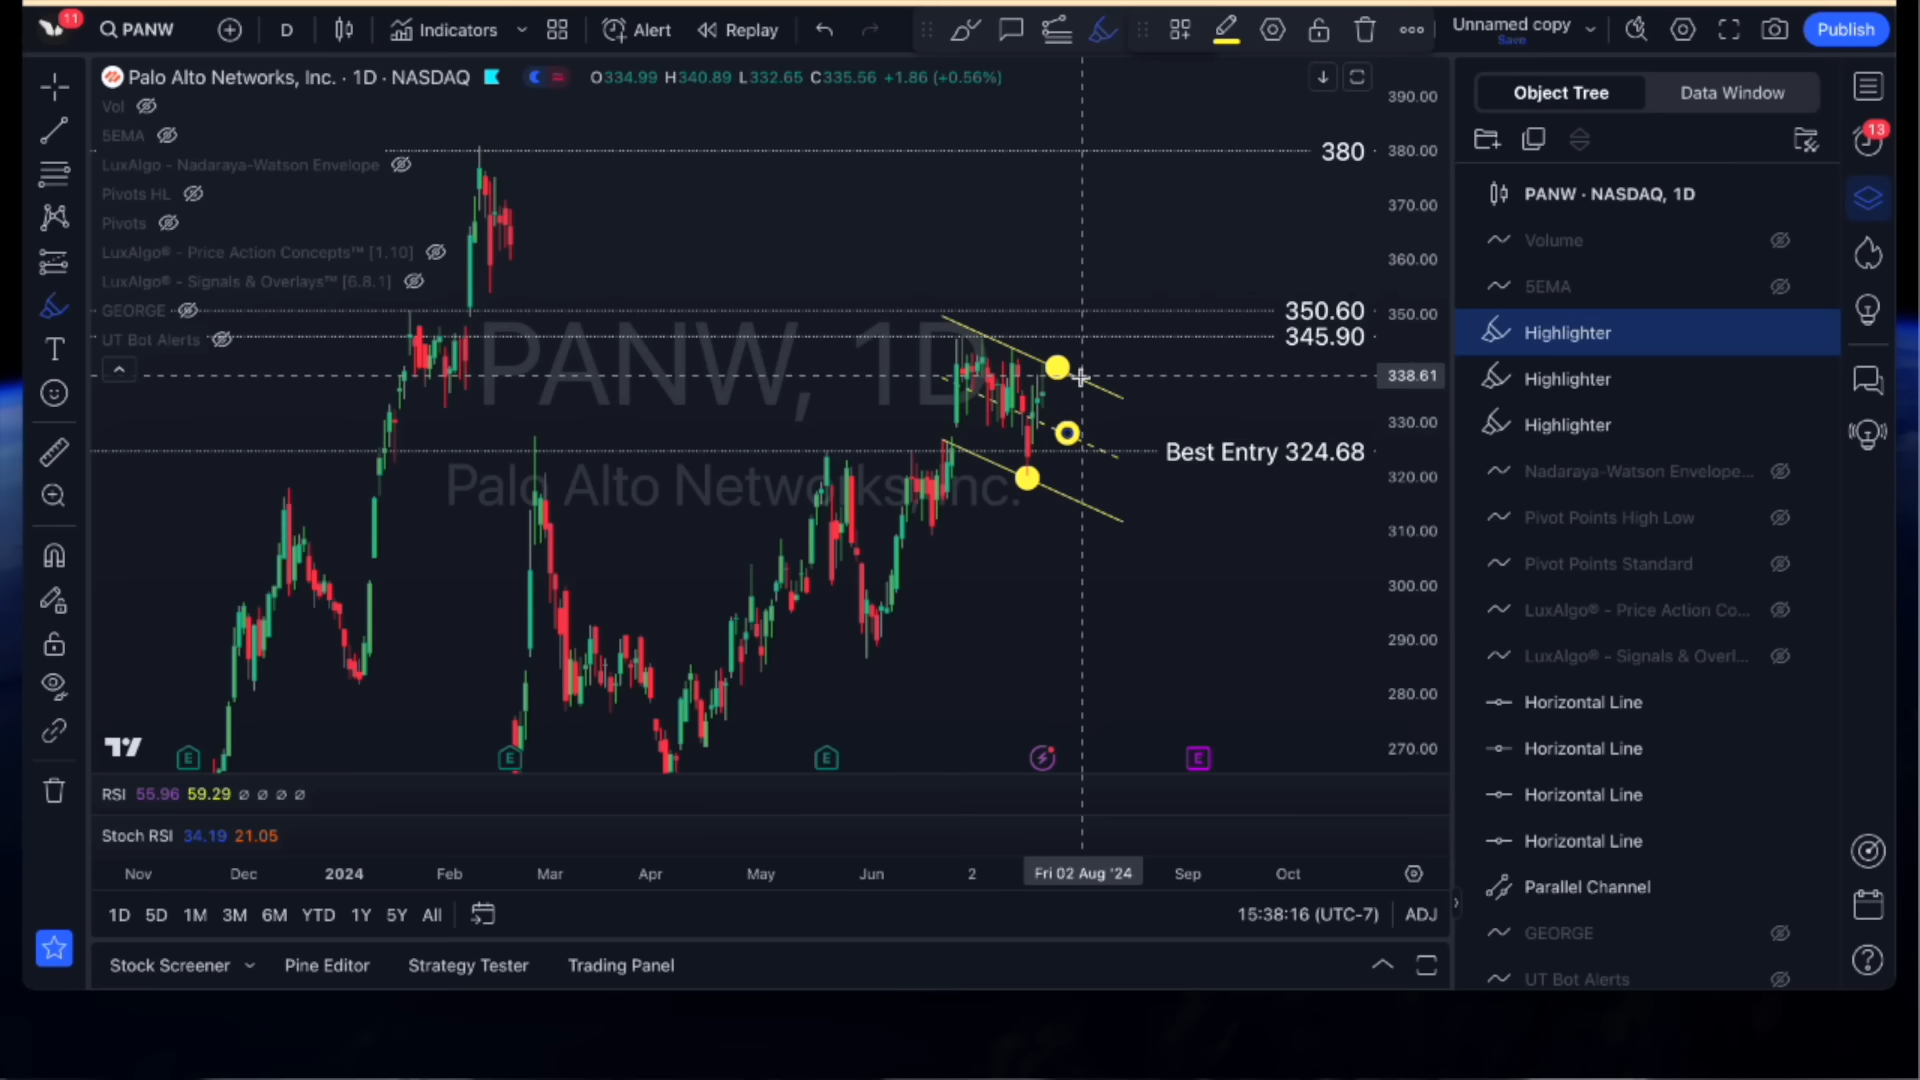 11
PANW
D
Indicators
Alert
Replay
Unnamed copy
Save
Publish
Palo Alto Networks, Inc. · 1D · NASDAQ
O334.99 H340.89 L332.65 C335.56 +1.86 (+0.56%)
Vol
5EMA
LuxAlgo - Nadaraya-Watson Envelope
Pivots HL
Pivots
LuxAlgo® - Price Action Concepts™ [1.10]
LuxAlgo® - Signals & Overlays™ [6.8.1]
GEORGE
UT Bot Alerts
PANW, 1D
Palo Alto Networks, Inc.
380
350.60
345.90
Best Entry 324.68
390.00
380.00
370.00
360.00
350.00
338.61
330.00
320.00
310.00
300.00
290.00
280.00
270.00
E
E
E
E
RSI 55.96 59.29 ∅ ∅ ∅ ∅
Stoch RSI 34.19 21.05
Nov
Dec
2024
Feb
Mar
Apr
May
Jun
2
Fri 02 Aug '24
Sep
Oct
1D 5D 1M 3M 6M YTD 1Y 5Y All
15:38:16 (UTC-7)
ADJ
Stock Screener
Pine Editor
Strategy Tester
Trading Panel
Object Tree
Data Window
PANW · NASDAQ, 1D
Volume
5EMA
Highlighter
Highlighter
Highlighter
Nadaraya-Watson Envelope...
Pivot Points High Low
Pivot Points Standard
LuxAlgo® - Price Action Co...
LuxAlgo® - Signals & Overl...
Horizontal Line
Horizontal Line
Horizontal Line
Horizontal Line
Parallel Channel
GEORGE
UT Bot Alerts
13